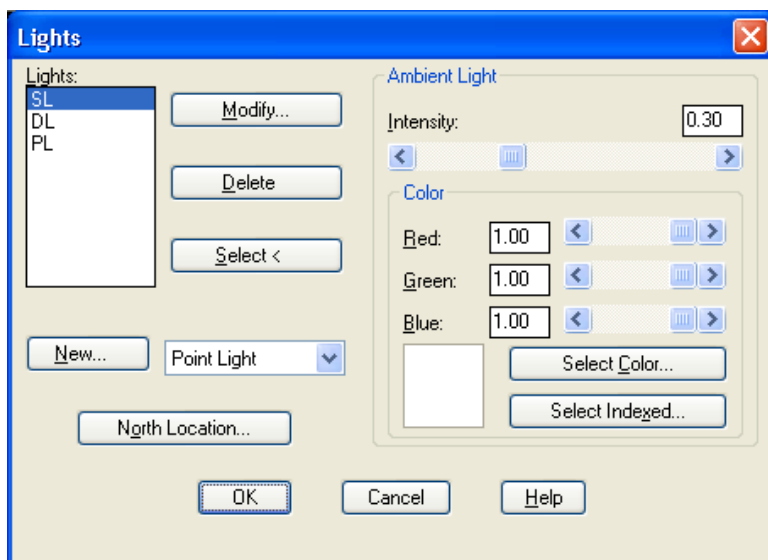 Lights
Lights:
SL
DL
PL
Modify...
Delete
Select <
New...
Point Light
North Location...
Ambient Light
Intensity:
0.30
Color
Red:
1.00
Green:
1.00
Blue:
1.00
Select Color...
Select Indexed...
OK
Cancel
Help